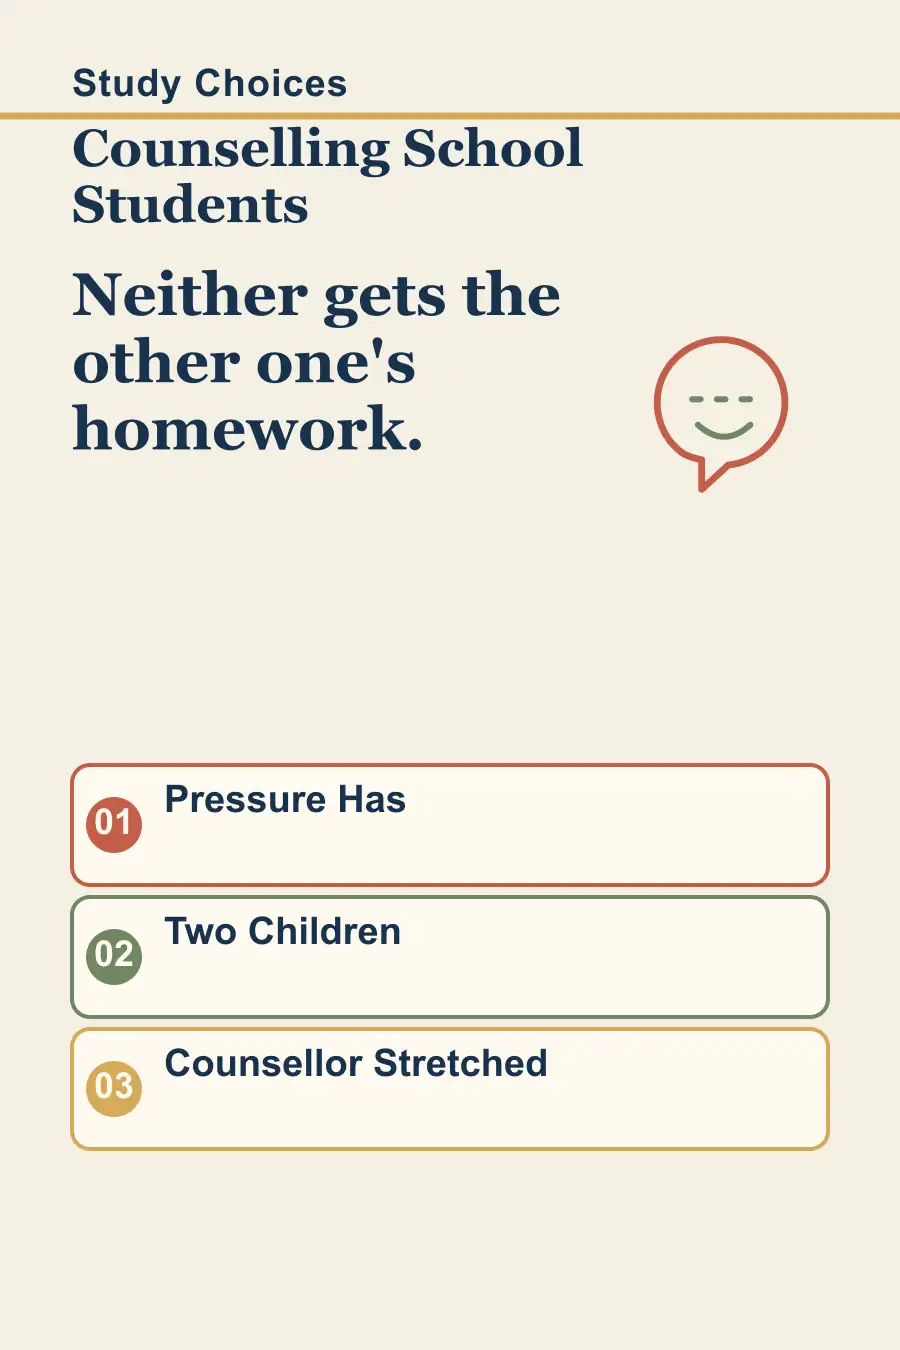 Study Choices
Counselling School
Students
Neither gets the
other one's
homework.
01
Pressure Has
02
Two Children
03
Counsellor Stretched